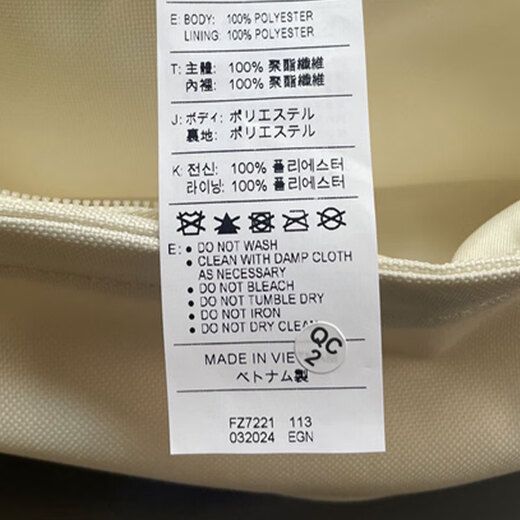 E: BODY: 100% POLYESTER
LINING: 100% POLYESTER
T: 主體: 100% 聚酯纖維
內裡: 100% 聚酯纖維
J: ボディ: ポリエステル
裏地: ポリエステル
K: 전신: 100% 폴리에스터
라이닝: 100% 폴리에스터
E: • DO NOT WASH
• CLEAN WITH DAMP CLOTH
AS NECESSARY
• DO NOT BLEACH
• DO NOT TUMBLE DRY
• DO NOT IRON
• DO NOT DRY CLEAN
QC
2
MADE IN VIE
ベトナム製
FZ7221 113
032024 EGN